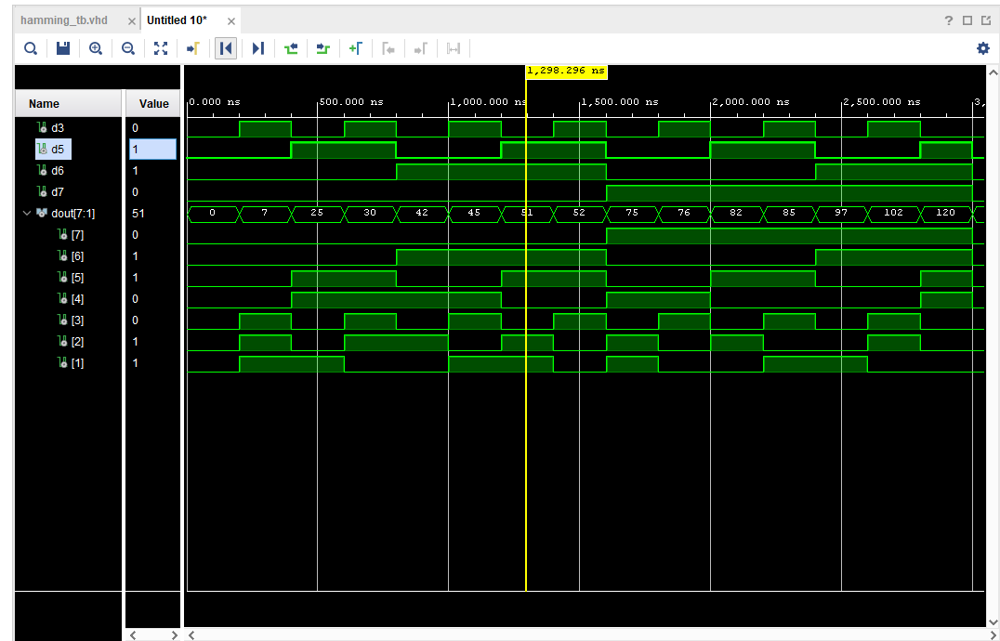 hamming_tb.vhd × Untitled 10* ×
?
1,298.296 ns
0.000 ns 500.000 ns 1,000.000 ns 1,500.000 ns 2,000.000 ns 2,500.000 ns 3,
Name Value
d3 0
d5 1
d6 1
d7 0
dout[7:1] 51 0 7 25 30 42 45 51 52 75 76 82 85 97 102 120
[7] 0
[6] 1
[5] 1
[4] 0
[3] 0
[2] 1
[1] 1